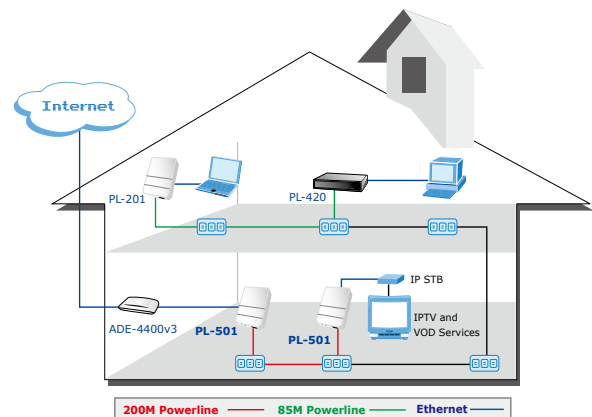 Internet
PL-201
PL-420
IP STB
IPTV and
VOD Services
ADE-4400v3
PL-501
PL-501
200M Powerline 85M Powerline Ethernet